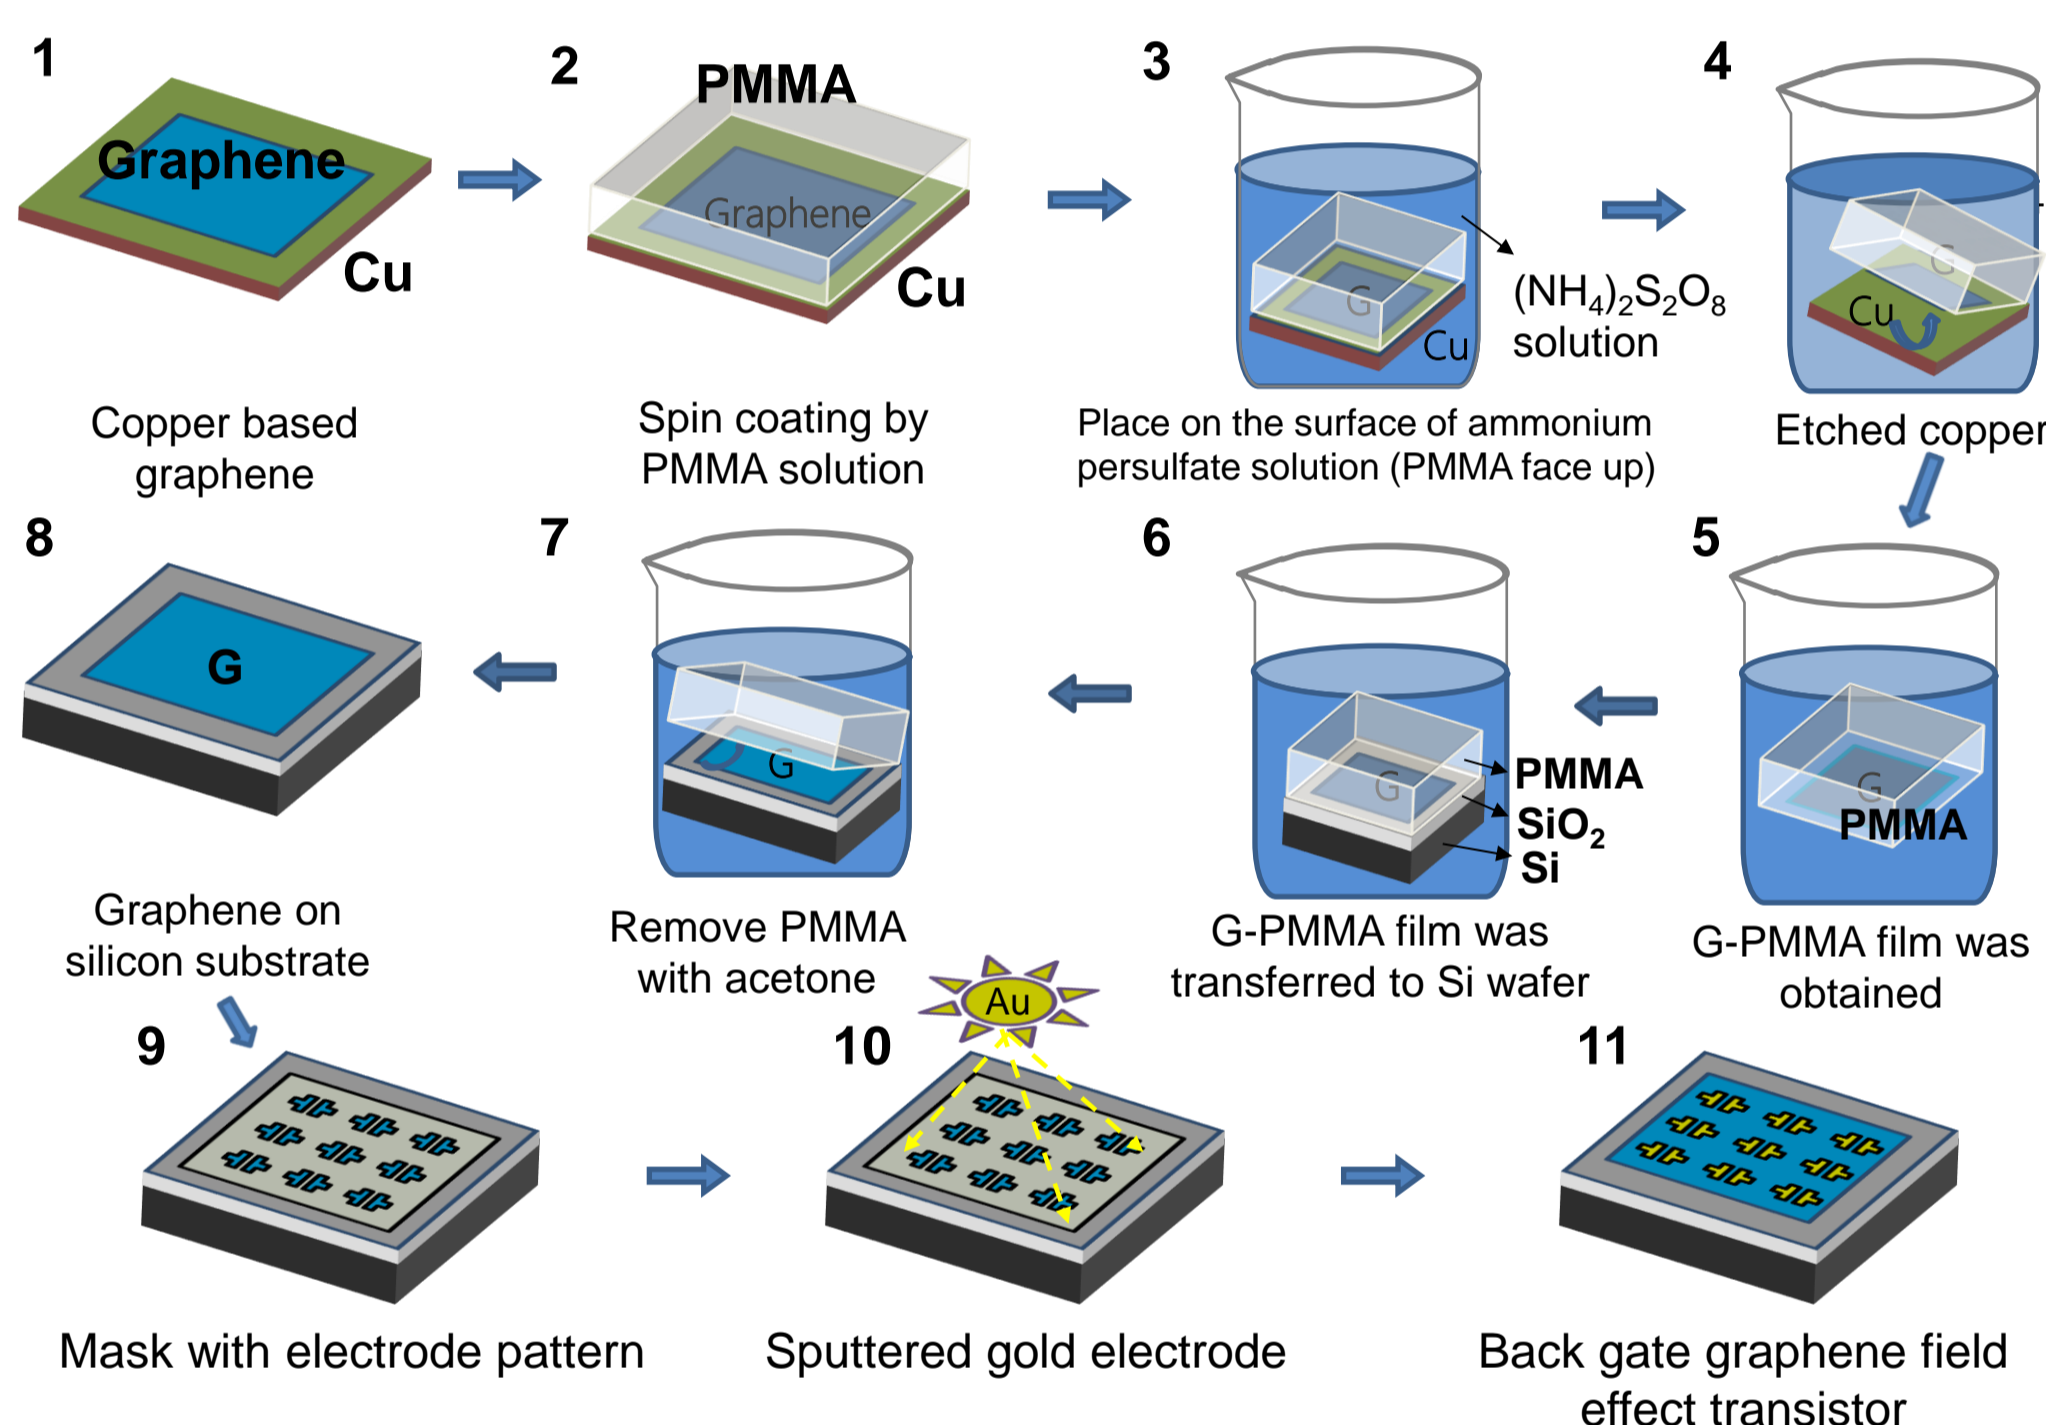 1
Graphene
Cu
Copper based
graphene
2
PMMA
Graphene
Cu
Spin coating by
PMMA solution
3
G
Cu
(NH₄)₂S₂O₈
solution
Place on the surface of ammonium
persulfate solution (PMMA face up)
4
G
Cu
Etched copper
5
G
PMMA
G-PMMA film was
obtained
6
G
PMMA
SiO₂
Si
G-PMMA film was
transferred to Si wafer
7
G
Remove PMMA
with acetone
8
G
Graphene on
silicon substrate
9
Mask with electrode pattern
10
Au
Sputtered gold electrode
11
Back gate graphene field
effect transistor